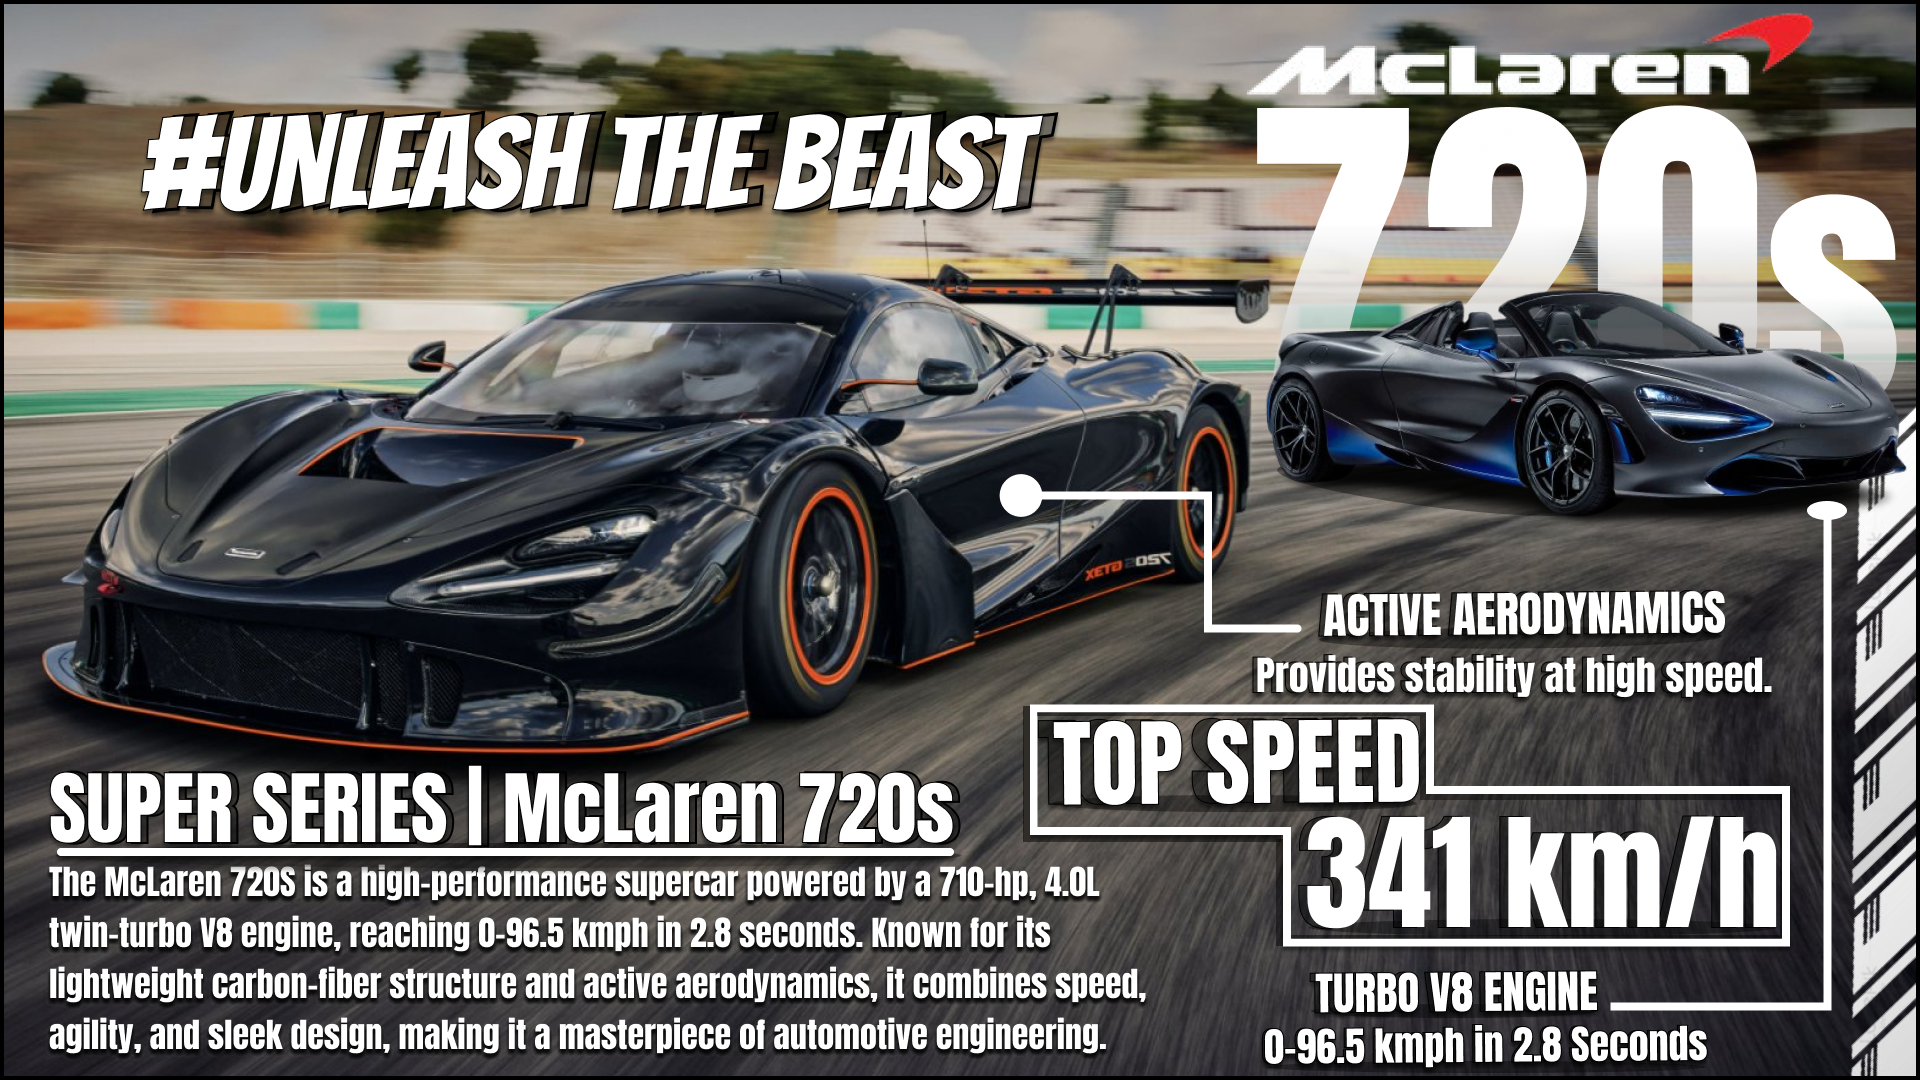 McLaren
720s
#UNLEASH THE BEAST
ACTIVE AERODYNAMICS
Provides stability at high speed.
TOP SPEED
341 km/h
SUPER SERIES | McLaren 720s
The McLaren 720S is a high-performance supercar powered by a 710-hp, 4.0L
twin-turbo V8 engine, reaching 0-96.5 kmph in 2.8 seconds. Known for its
lightweight carbon-fiber structure and active aerodynamics, it combines speed,
agility, and sleek design, making it a masterpiece of automotive engineering.
TURBO V8 ENGINE
0-96.5 kmph in 2.8 Seconds